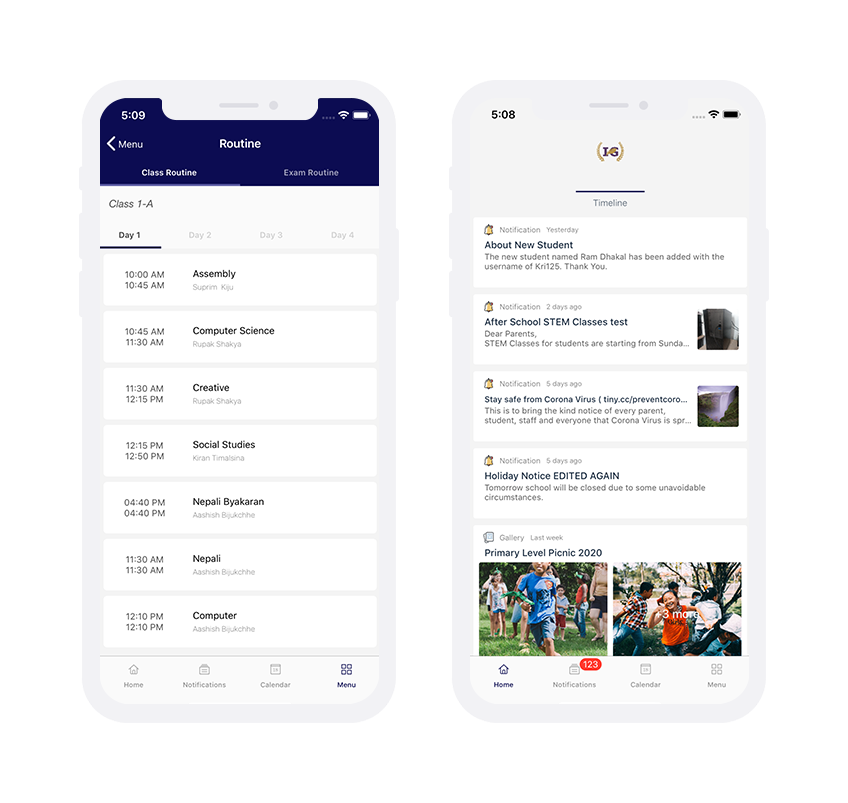 5:09
Menu
Routine
Class Routine
Exam Routine
Class 1-A
Day 1
Day 2
Day 3
Day 4
10:00 AM
10:45 AM
Assembly
Suprim Kiju
10:45 AM
11:30 AM
Computer Science
Rupak Shakya
11:30 AM
12:15 PM
Creative
Rupak Shakya
12:15 PM
12:50 PM
Social Studies
Kiran Timalsina
04:40 PM
04:40 PM
Nepali Byakaran
Aashish Bijukchhe
11:30 AM
11:30 AM
Nepali
Aashish Bijukchhe
12:10 PM
12:10 PM
Computer
Aashish Bijukchhe
Home
Notifications
Calendar
Menu
5:08
Timeline
Notification Yesterday
About New Student
The new student named Ram Dhakal has been added with the
username of Kri125. Thank You.
Notification 2 days ago
After School STEM Classes test
Dear Parents,
STEM Classes for students are starting from Sunda...
Notification 5 days ago
Stay safe from Corona Virus ( tiny.cc/preventcoro...
This is to bring the kind notice of every parent,
student, staff and everyone that Corona Virus is spr...
Notification 5 days ago
Holiday Notice EDITED AGAIN
Tomorrow school will be closed due to some unavoidable
circumstances.
Gallery Last week
Primary Level Picnic 2020
+3 more
123
Home
Notifications
Calendar
Menu